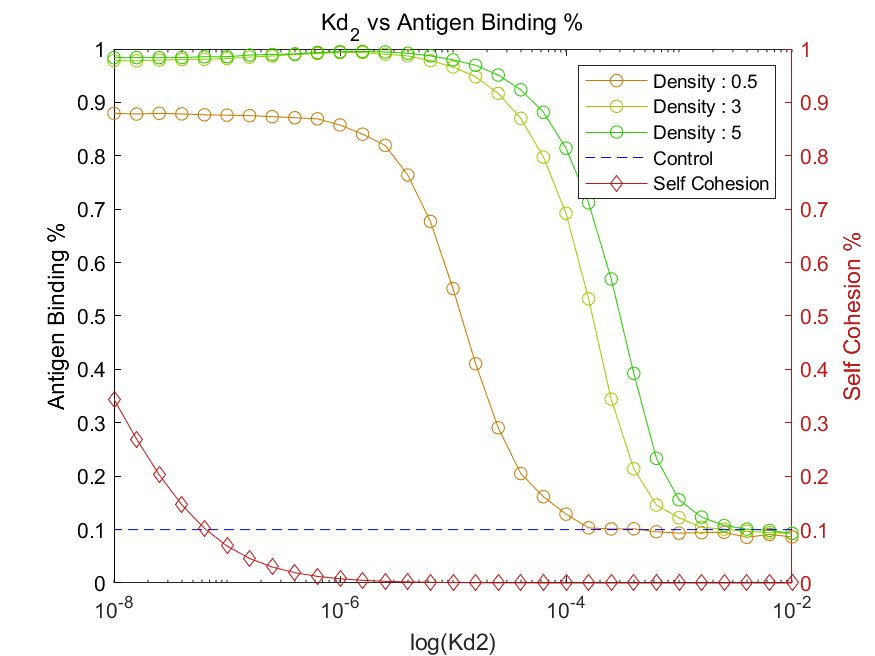 Kd2 vs Antigen Binding %
1
0.9
0.8
0.7
0.6
0.5
0.4
0.3
0.2
0.1
0
Antigen Binding %
Density : 0.5
Density : 3
Density : 5
Control
Self Cohesion
1
0.9
0.8
0.7
0.6
0.5
0.4
0.3
0.2
0.1
0
Self Cohesion %
10-8 10-6 10-4 10-2
log(Kd2)